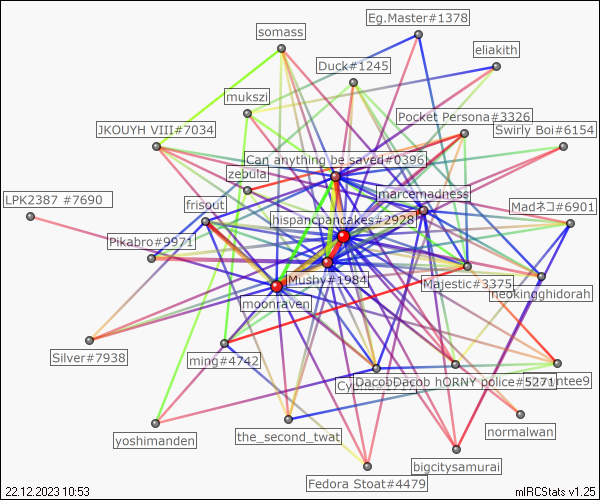 Eg.Master#1378
somass
eliakith
Duck#1245
mukszi
Pocket Persona#3326
JKOUYH VIII#7034
Swirly Boi#6154
Can anything be saved#0396
zebula
marcemadness
LPK2387 #7690
frisout
Madネコ#6901
hispancpancakes#2928
Pikabro#9971
Mushy#1984
Majestic#3375
neokingghidorah
moonraven
Silver#7938
ming#4742
DacobDacob hORNY police#5271
yoshimanden
the_second_twat
normalwan
bigcitysamurai
Fedora Stoat#4479
22.12.2023 10:53
mIRCStats v1.25